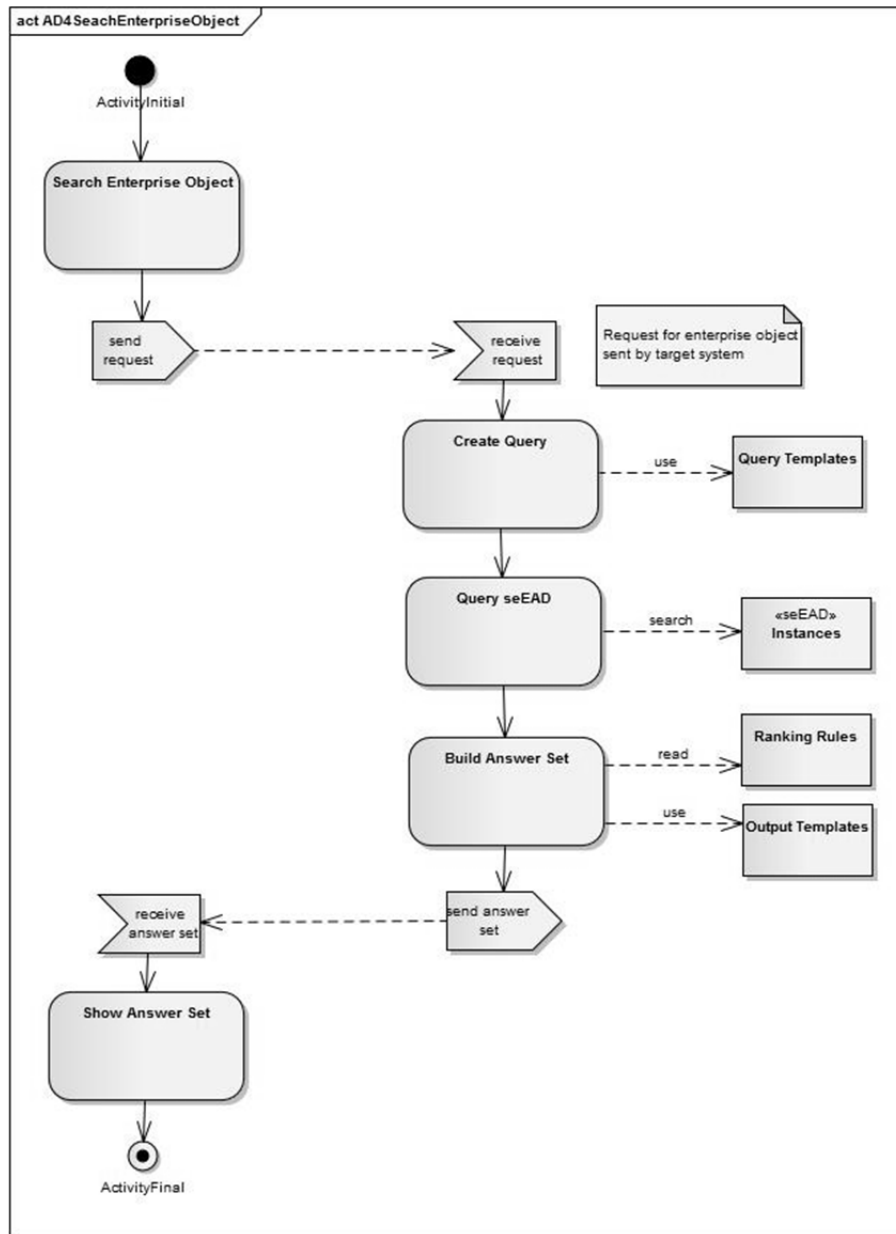 act AD4SeachEnterpriseObject
ActivityInitial
Search Enterprise Object
send
request
receive
request
Request for enterprise object
sent by target system
Create Query
use
Query Templates
Query seEAD
search
«seEAD»
Instances
Build Answer Set
read
Ranking Rules
use
Output Templates
receive
answer set
send answer
set
Show Answer Set
ActivityFinal